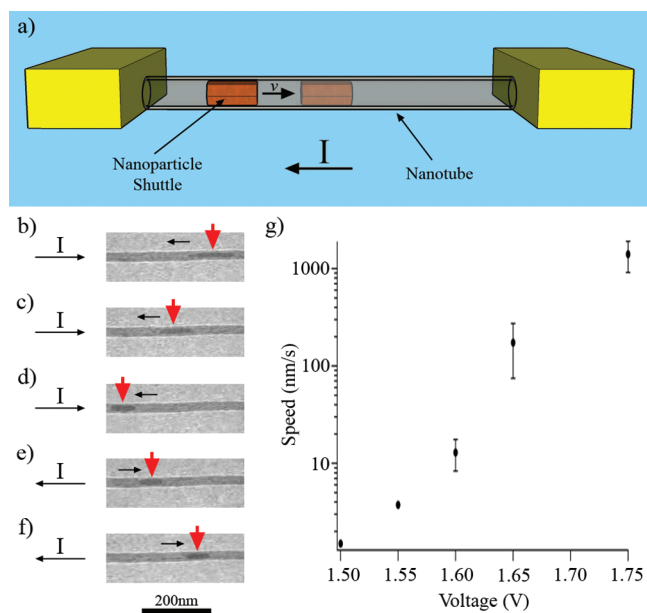 a)
v
Nanoparticle
Shuttle
I
Nanotube
b)
I
c)
I
d)
I
e)
I
f)
I
200nm
g)
Speed (nm/s)
1000
100
10
1.50 1.55 1.60 1.65 1.70 1.75
Voltage (V)